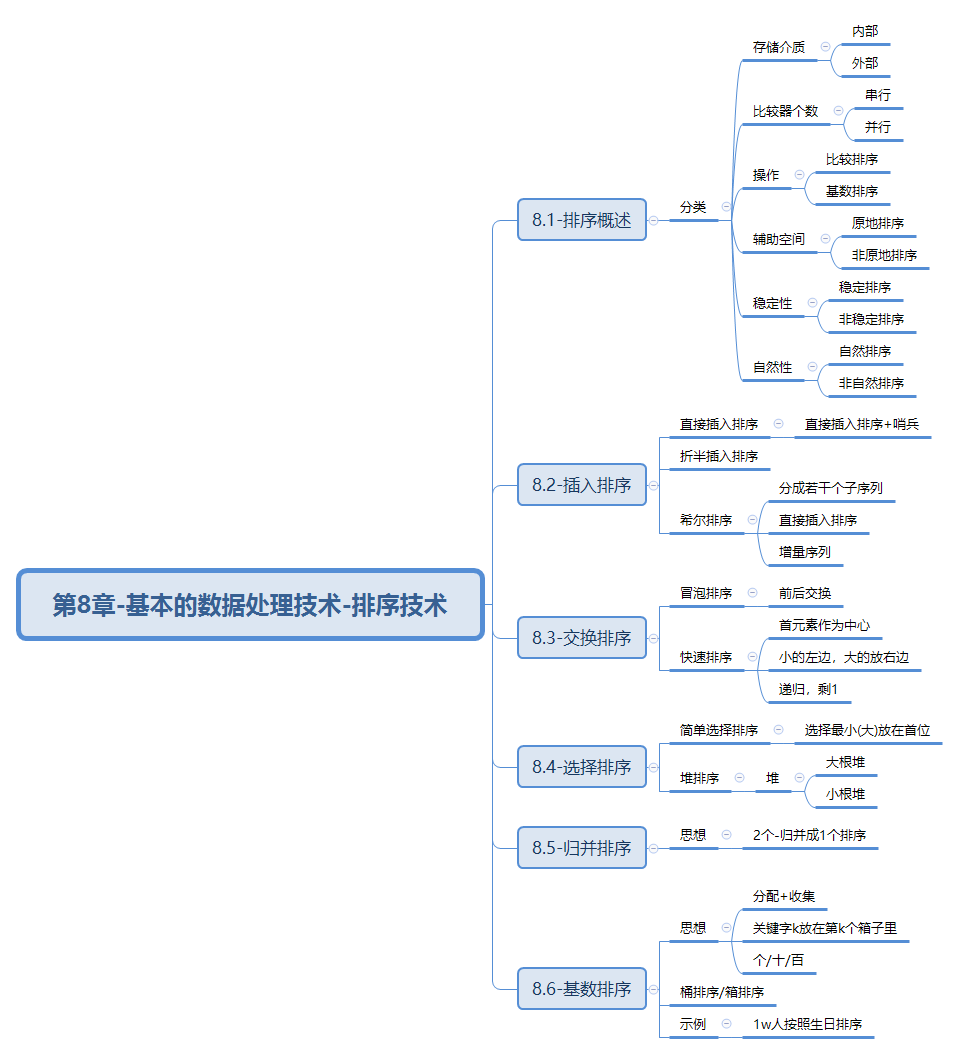 第8章-基本的数据处理技术-排序技术
8.1-排序概述
分类
存储介质
内部
外部
比较器个数
串行
并行
操作
比较排序
基数排序
辅助空间
原地排序
非原地排序
稳定性
稳定排序
非稳定排序
自然性
自然排序
非自然排序
8.2-插入排序
直接插入排序
直接插入排序+哨兵
折半插入排序
希尔排序
分成若干个子序列
直接插入排序
增量序列
8.3-交换排序
冒泡排序
前后交换
快速排序
首元素作为中心
小的左边，大的放右边
递归，剩1
8.4-选择排序
简单选择排序
选择最小(大)放在首位
堆排序
堆
大根堆
小根堆
8.5-归并排序
思想
2个-归并成1个排序
8.6-基数排序
思想
分配+收集
关键字k放在第k个箱子里
个/十/百
桶排序/箱排序
示例
1w人按照生日排序